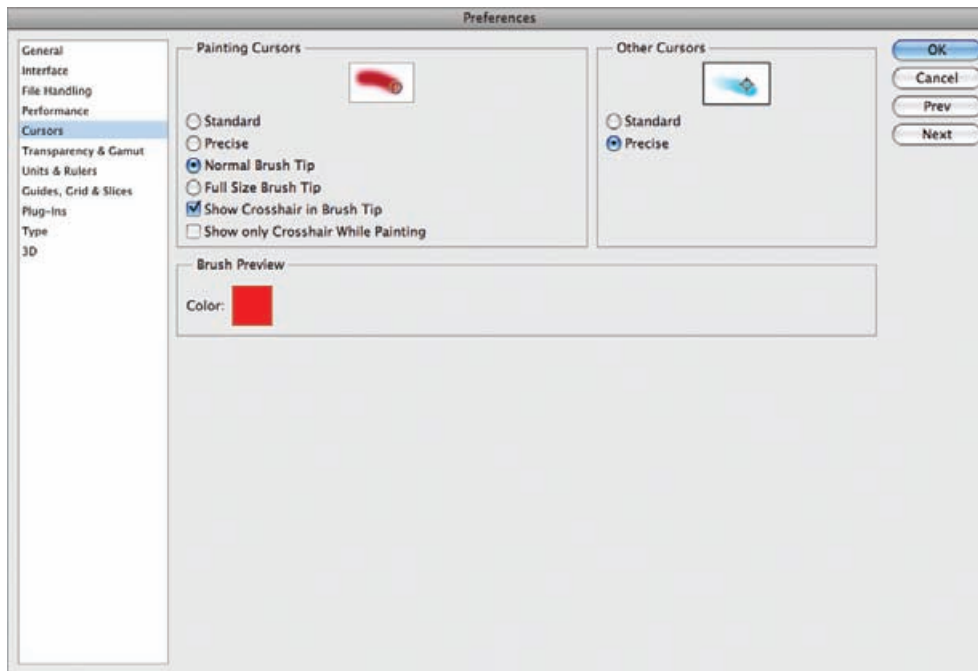 Preferences
General
Interface
File Handling
Performance
Cursors
Transparency & Gamut
Units & Rulers
Guides, Grid & Slices
Plug-Ins
Type
3D
Painting Cursors
Standard
Precise
Normal Brush Tip
Full Size Brush Tip
Show Crosshair in Brush Tip
Show only Crosshair While Painting
Other Cursors
Standard
Precise
Brush Preview
Color:
OK
Cancel
Prev
Next